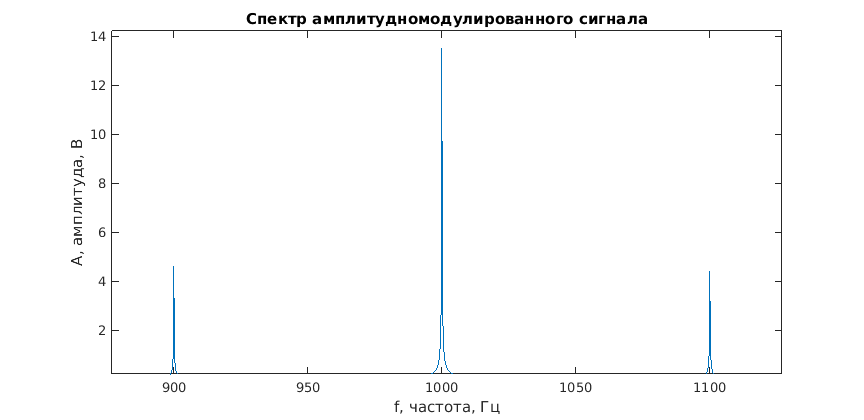 Спектр амплитудномодулированного сигнала
14
12
10
8
6
4
2
A, амплитуда, В
900 950 1000 1050 1100
f, частота, Гц